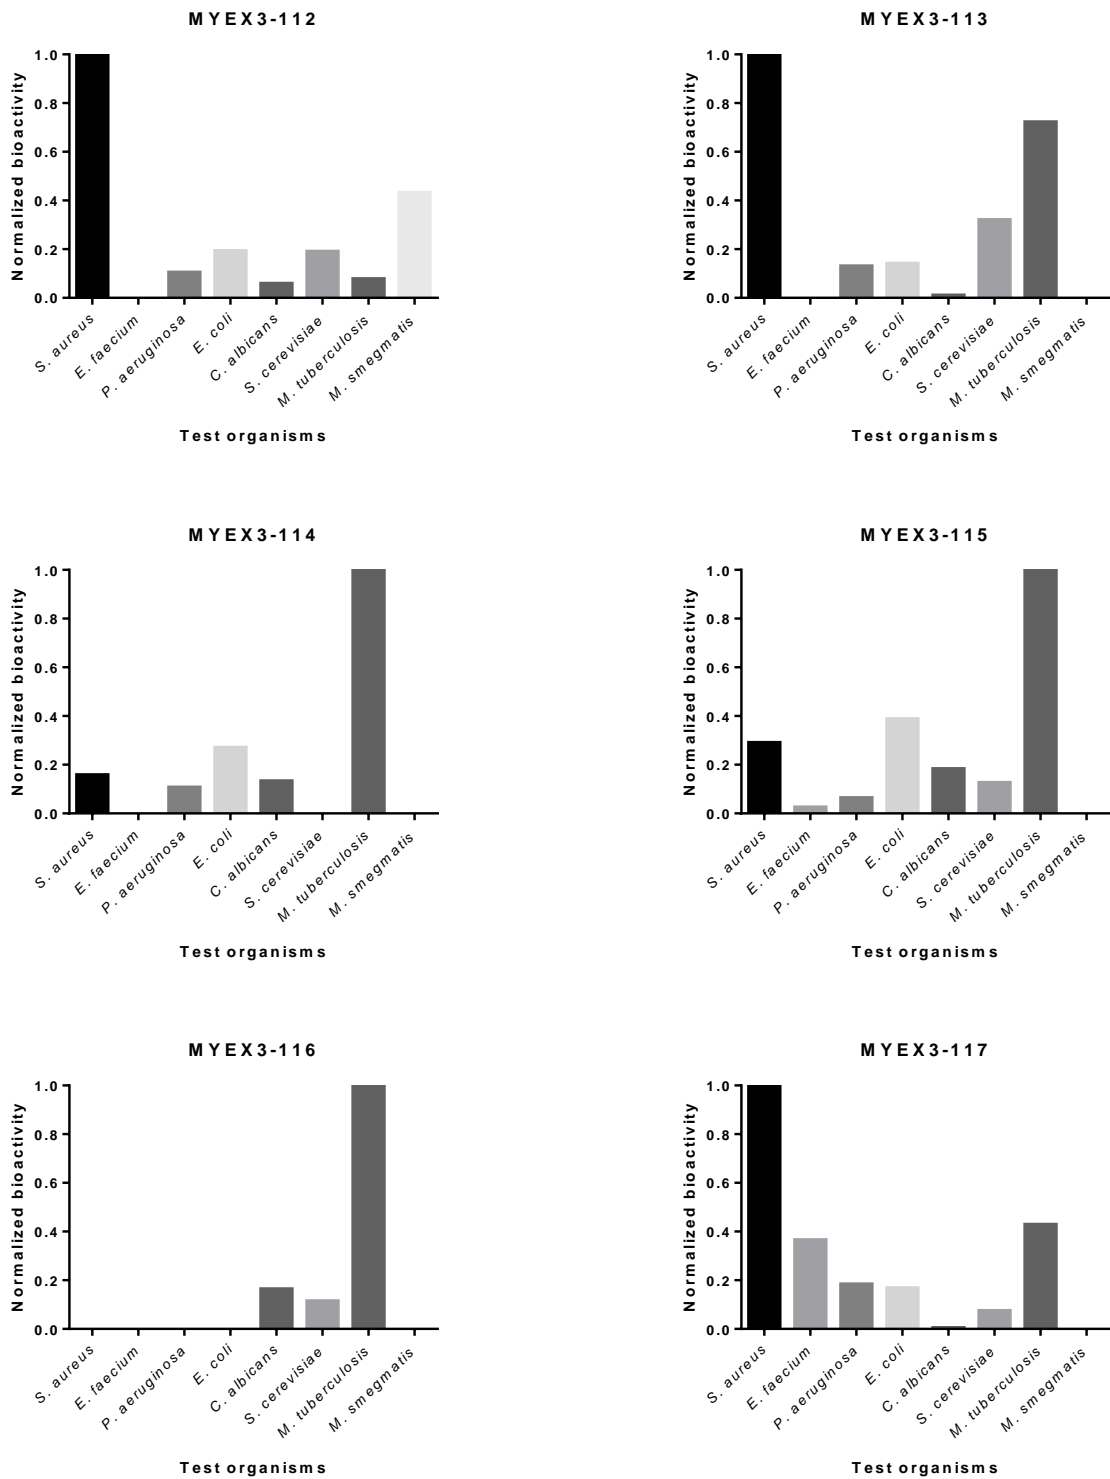 MYEX3-112
Normalized bioactivity
1.0
0.8
0.6
0.4
0.2
0.0
S. aureus
E. faecium
P. aeruginosa
E. coli
C. albicans
S. cerevisiae
M. tuberculosis
M. smegmatis
Test organisms
MYEX3-113
Normalized bioactivity
1.0
0.8
0.6
0.4
0.2
0.0
S. aureus
E. faecium
P. aeruginosa
E. coli
C. albicans
S. cerevisiae
M. tuberculosis
M. smegmatis
Test organisms
MYEX3-114
Normalized bioactivity
1.0
0.8
0.6
0.4
0.2
0.0
S. aureus
E. faecium
P. aeruginosa
E. coli
C. albicans
S. cerevisiae
M. tuberculosis
M. smegmatis
Test organisms
MYEX3-115
Normalized bioactivity
1.0
0.8
0.6
0.4
0.2
0.0
S. aureus
E. faecium
P. aeruginosa
E. coli
C. albicans
S. cerevisiae
M. tuberculosis
M. smegmatis
Test organisms
MYEX3-116
Normalized bioactivity
1.0
0.8
0.6
0.4
0.2
0.0
S. aureus
E. faecium
P. aeruginosa
E. coli
C. albicans
S. cerevisiae
M. tuberculosis
M. smegmatis
Test organisms
MYEX3-117
Normalized bioactivity
1.0
0.8
0.6
0.4
0.2
0.0
S. aureus
E. faecium
P. aeruginosa
E. coli
C. albicans
S. cerevisiae
M. tuberculosis
M. smegmatis
Test organisms